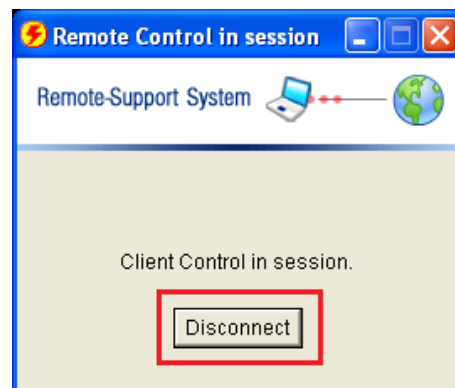 Remote Control in session
Remote-Support System
Client Control in session.
Disconnect